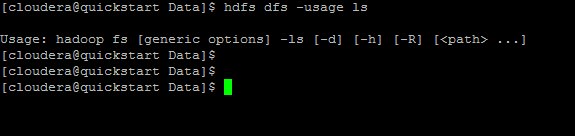 [cloudera@quickstart Data]$ hdfs dfs -usage ls
Usage: hadoop fs [generic options] -ls [-d] [-h] [-R] [<path> ...]
[cloudera@quickstart Data]$
[cloudera@quickstart Data]$
[cloudera@quickstart Data]$